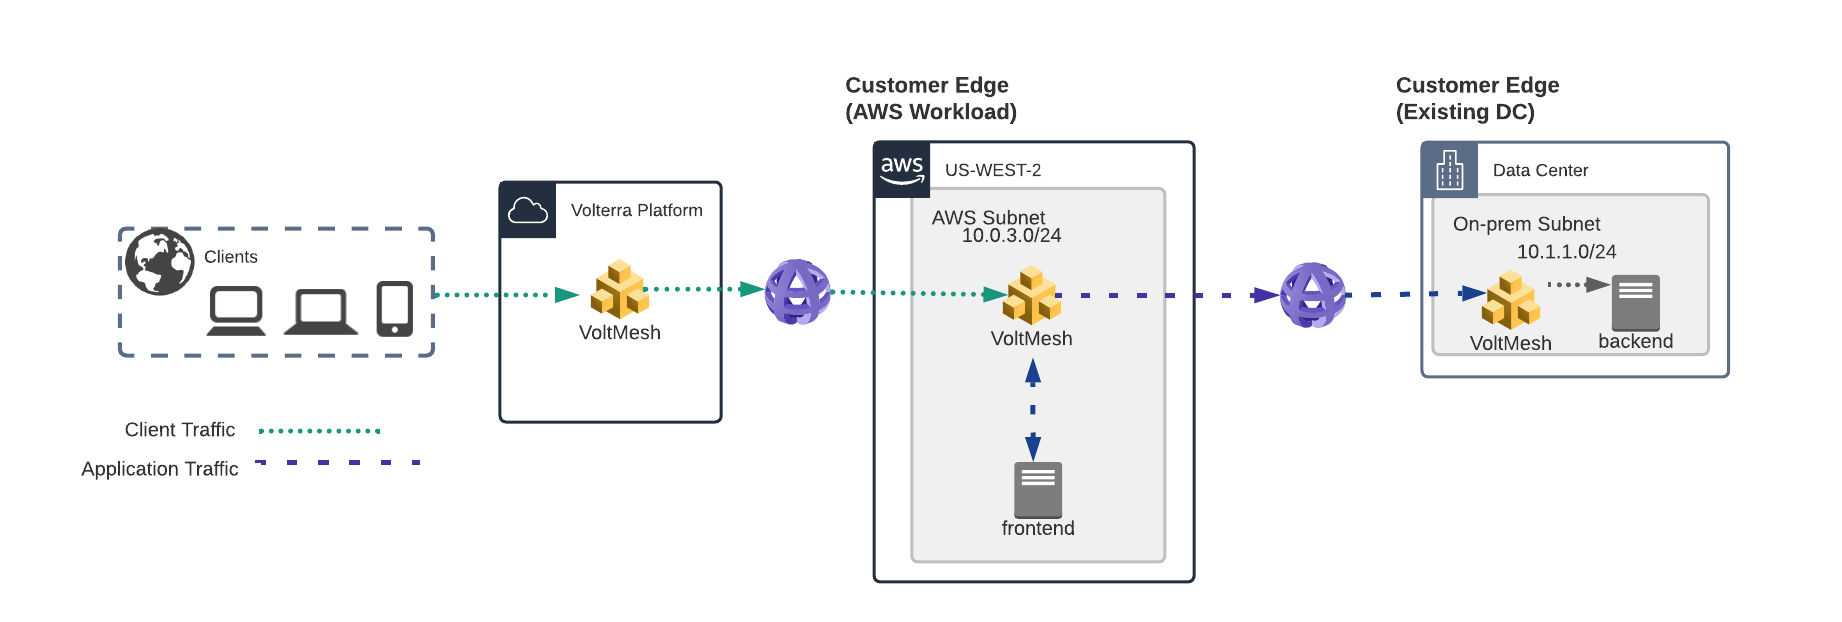 Customer Edge
(AWS Workload)
Customer Edge
(Existing DC)
aws
US-WEST-2
Data Center
Volterra Platform
AWS Subnet
10.0.3.0/24
On-prem Subnet
10.1.1.0/24
Clients
VoltMesh
VoltMesh
VoltMesh
backend
Client Traffic
Application Traffic
frontend